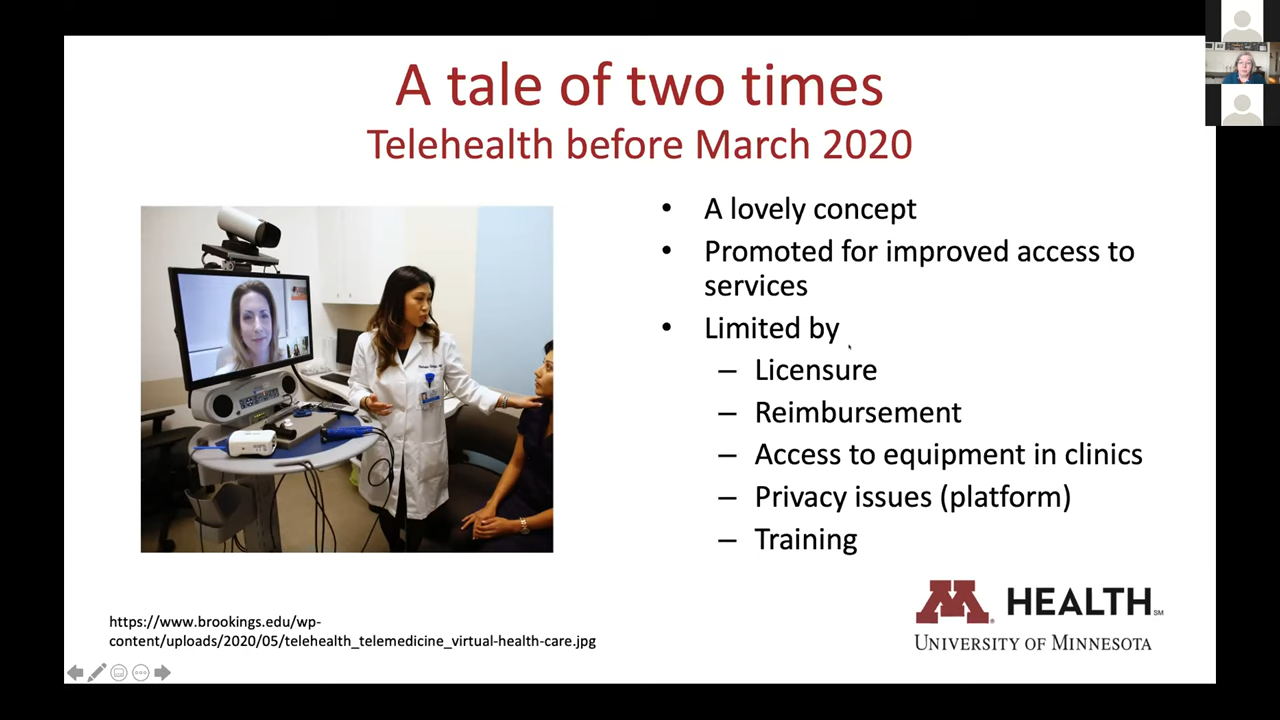 A tale of two times
Telehealth before March 2020
• A lovely concept
• Promoted for improved access to
services
• Limited by
– Licensure
– Reimbursement
– Access to equipment in clinics
– Privacy issues (platform)
– Training
https://www.brookings.edu/wp-
content/uploads/2020/05/telehealth_telemedicine_virtual-health-care.jpg
M® HEALTH℠
UNIVERSITY OF MINNESOTA